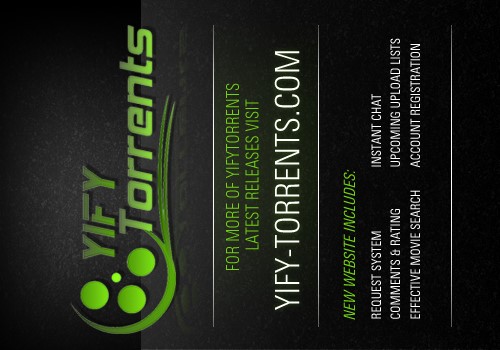 YIFY
Torrents
FOR MORE OF YIFYTORRENTS
LATEST RELEASES VISIT
YIFY-TORRENTS.COM
NEW WEBSITE INCLUDES:
REQUEST SYSTEM
COMMENTS & RATING
EFFECTIVE MOVIE SEARCH
INSTANT CHAT
UPCOMING UPLOAD LISTS
ACCOUNT REGISTRATION